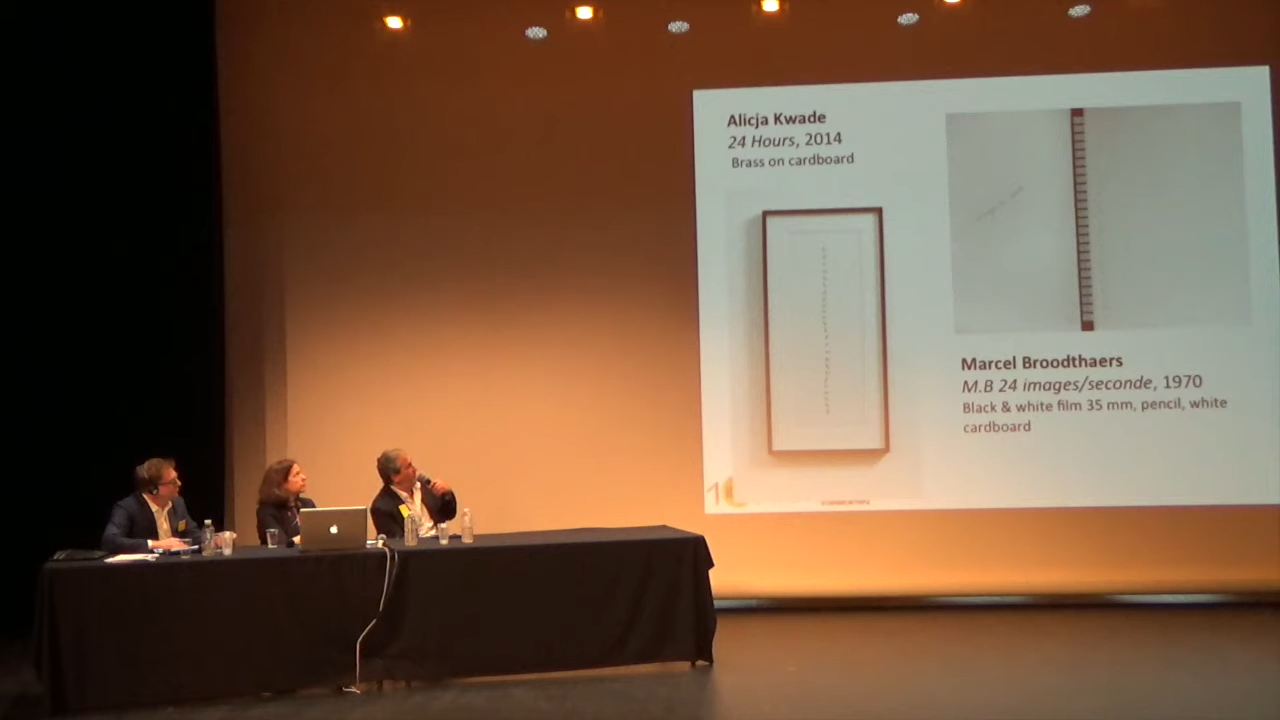 Alicja Kwade
24 Hours, 2014
Brass on cardboard
Marcel Broodthaers
M.B 24 images/seconde, 1970
Black & white film 35 mm, pencil, white
cardboard